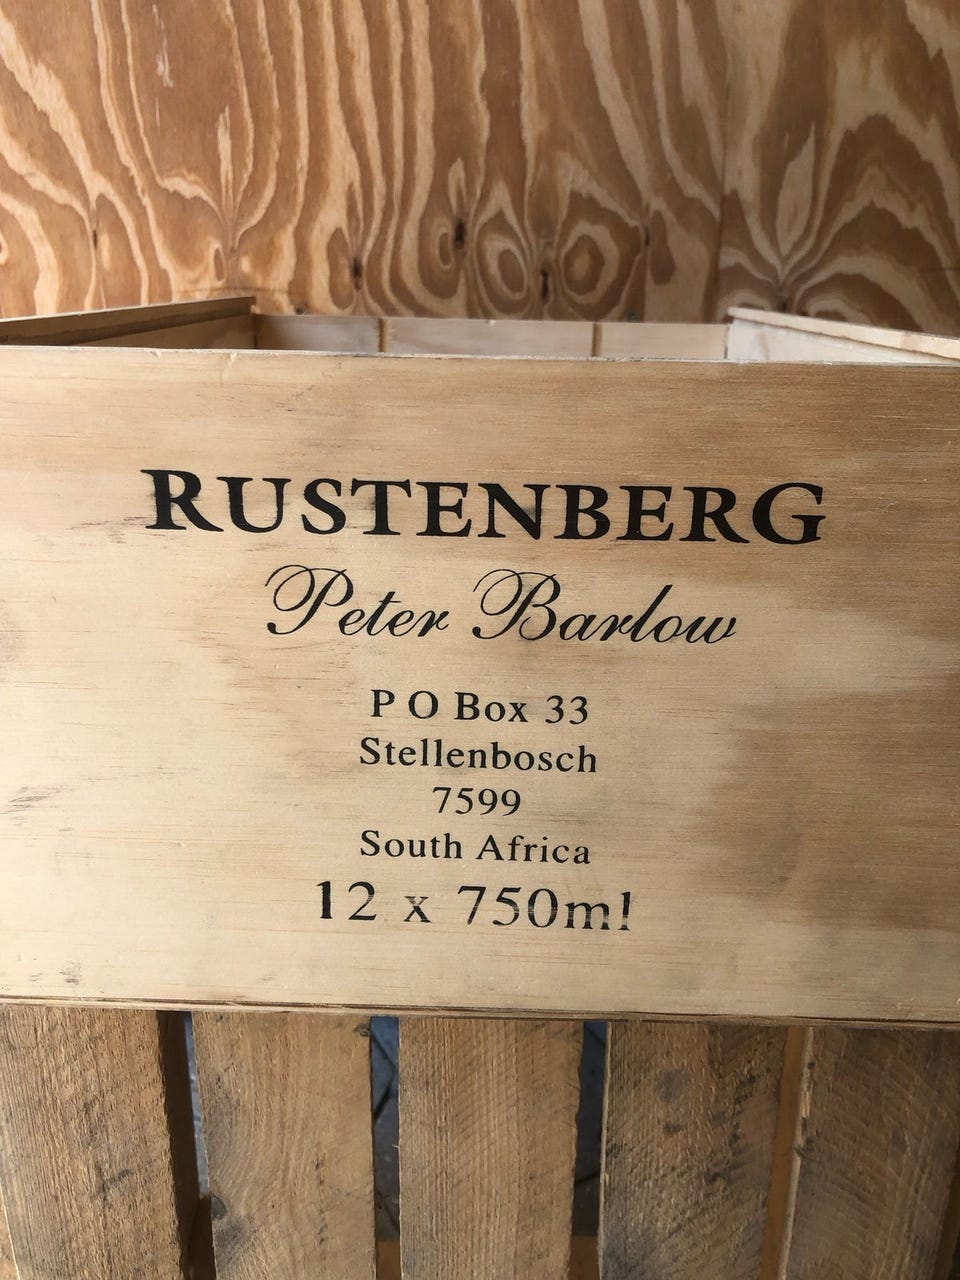 RUSTENBERG
Peter Barlow
P O Box 33
Stellenbosch
7599
South Africa
12 x 750ml